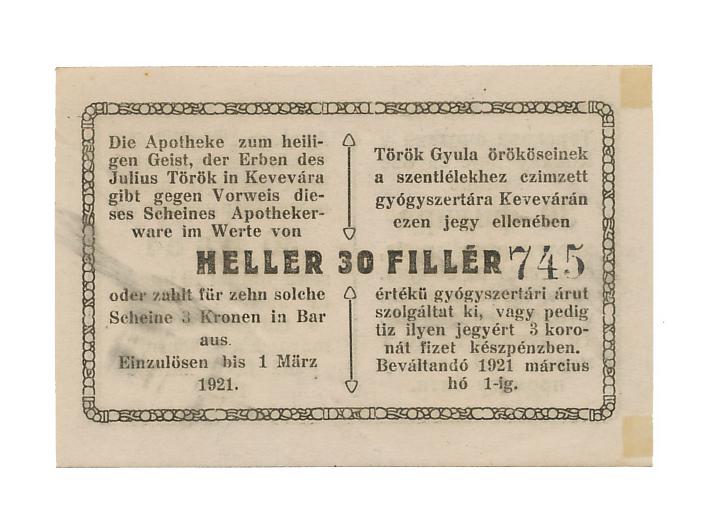 Die Apotheke zum heili-
gen Geist, der Erben des
Julius Török in Kevevára
gibt gegen Vorweis die-
ses Scheines Apotheker-
ware im Werte von
Török Gyula örököseinek
a szentlélekhez czimzett
gyógyszertára Kevevárán
ezen jegy ellenében
HELLER 30 FILLÉR 745
oder zahlt für zehn solche
Scheine 3 Kronen in Bar
aus.
Einzulösen bis 1 März
1921.
értékü gyógyszertári árut
szolgáltat ki, vagy pedig
tiz ilyen jegyért 3 koro-
nát fizet készpénzben.
Beváltandó 1921 március
hó 1-ig.